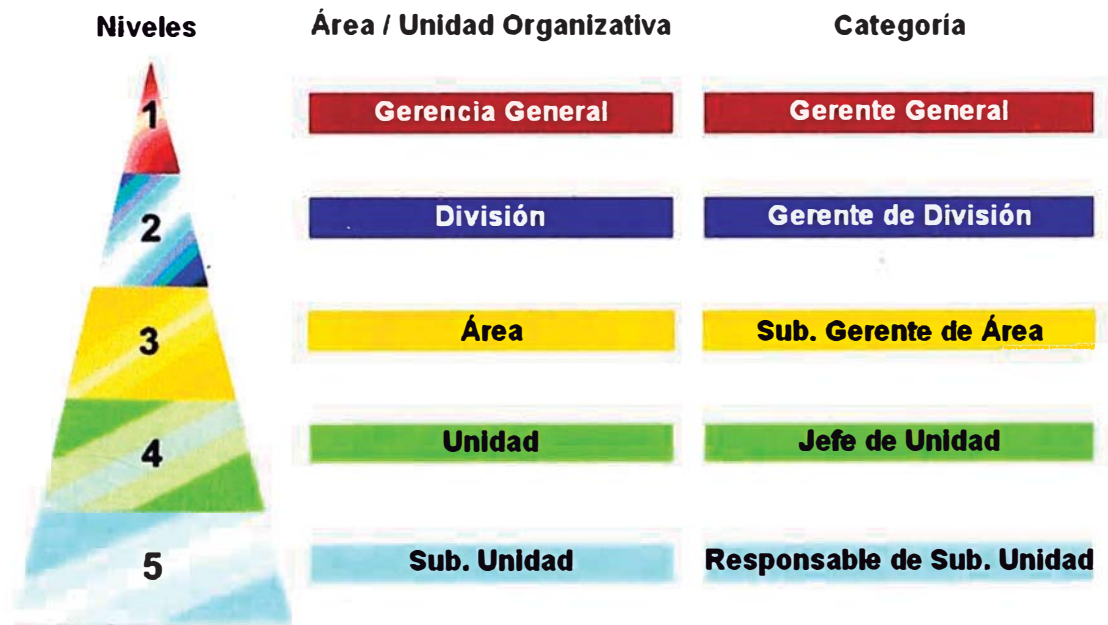 Niveles Área / Unidad Organizativa Categoría
1 Gerencia General Gerente General
2 División Gerente de División
3 Área Sub. Gerente de Área
4 Unidad Jefe de Unidad
5 Sub. Unidad Responsable de Sub. Unidad